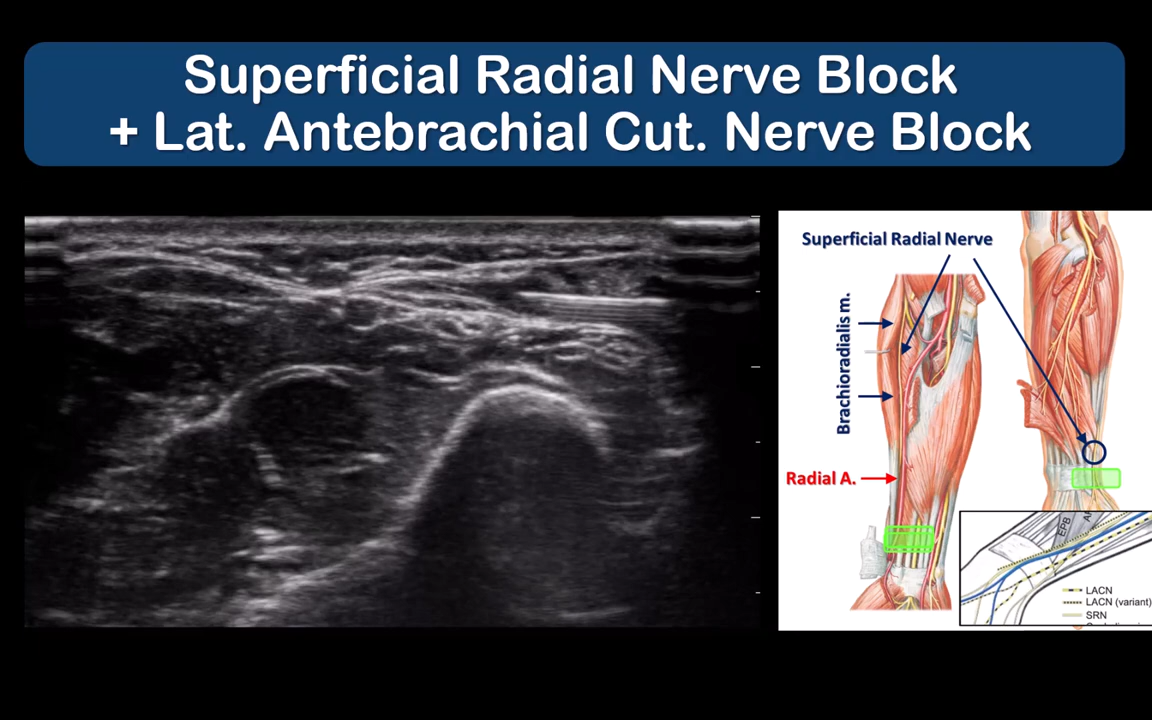 Superficial Radial Nerve Block
+ Lat. Antebrachial Cut. Nerve Block
Superficial Radial Nerve
Brachioradialis m.
Radial A.
EPB
LACN
LACN (variant)
SRN